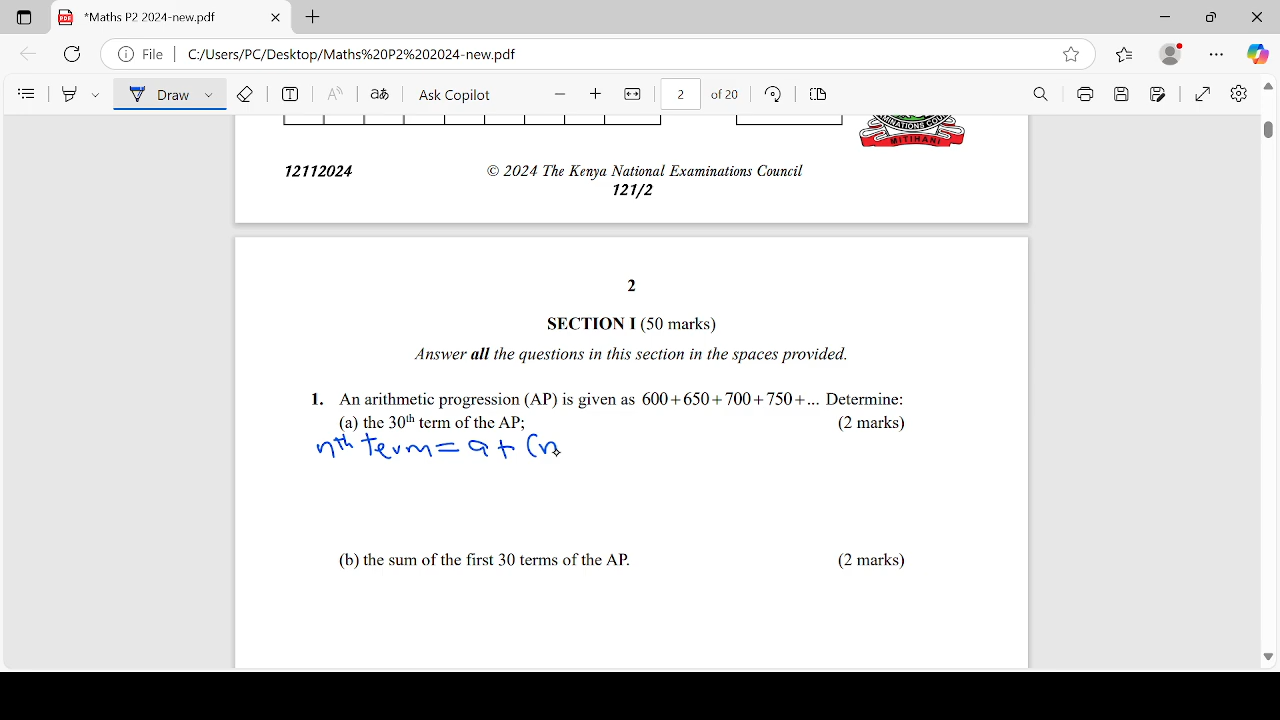 *Maths P2 2024-new.pdf
File C:/Users/PC/Desktop/Maths%20P2%202024-new.pdf
Draw Ask Copilot 2 of 20
MINATIONS COU
MITIHANI
12112024 © 2024 The Kenya National Examinations Council
121/2
2
SECTION I (50 marks)
Answer all the questions in this section in the spaces provided.
1. An arithmetic progression (AP) is given as 600+650+700+750+... Determine:
(a) the 30th term of the AP; (2 marks)
nth term = a + (n
(b) the sum of the first 30 terms of the AP. (2 marks)